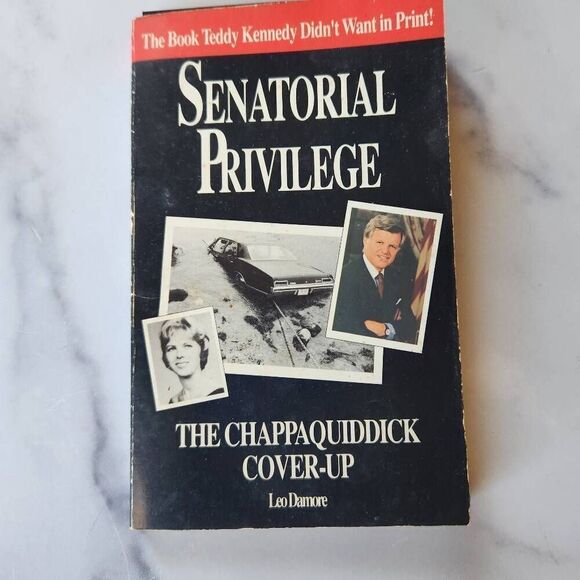 The Book Teddy Kennedy Didn't Want in Print!
SENATORIAL
PRIVILEGE
THE CHAPPAQUIDDICK
COVER-UP
Leo Damore